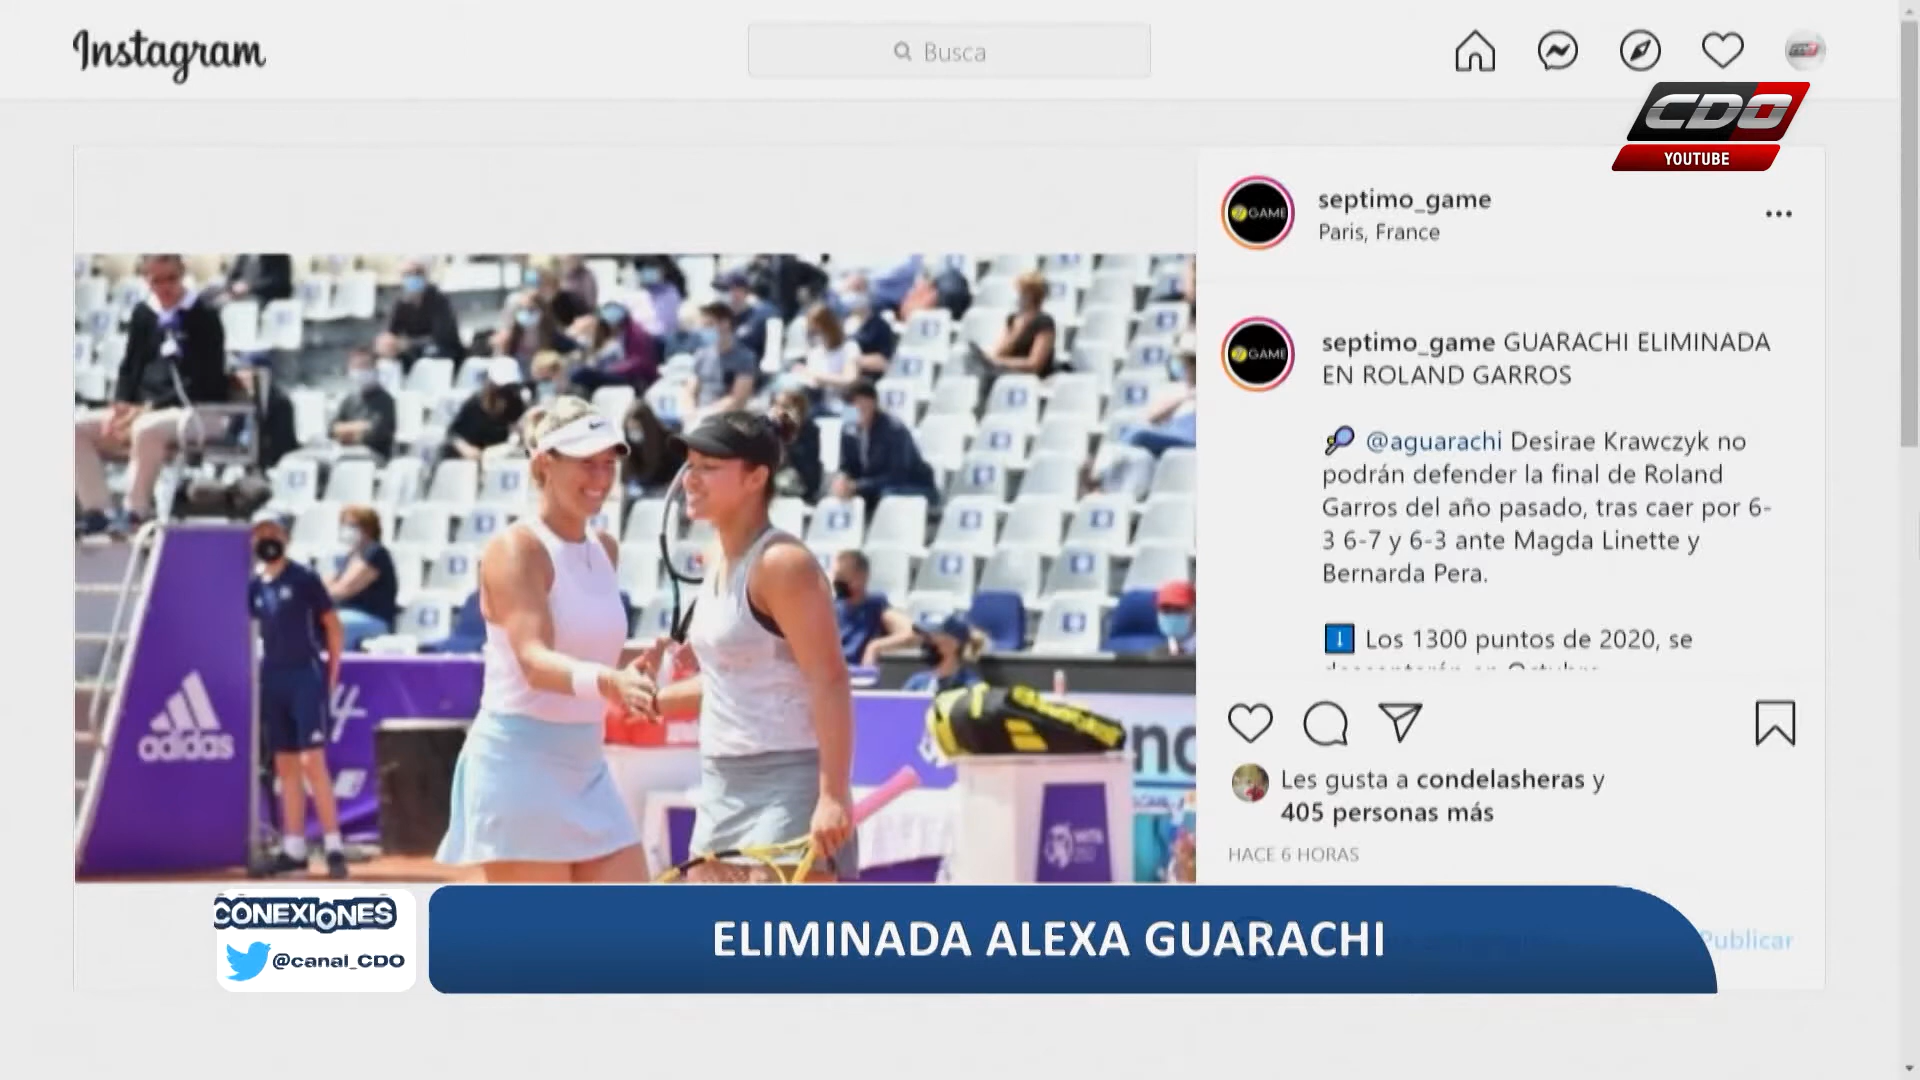 Instagram
Busca
CDO
YOUTUBE
GAME
septimo_game
Paris, France
GAME
septimo_game GUARACHI ELIMINADA
EN ROLAND GARROS
@aguarachi Desirae Krawczyk no
podrán defender la final de Roland
Garros del año pasado, tras caer por 6-
3 6-7 y 6-3 ante Magda Linette y
Bernarda Pera.
Los 1300 puntos de 2020, se
adidas
Les gusta a condelasheras y
405 personas más
HACE 6 HORAS
CONEXIONES
@canal_CDO
ELIMINADA ALEXA GUARACHI
Publicar